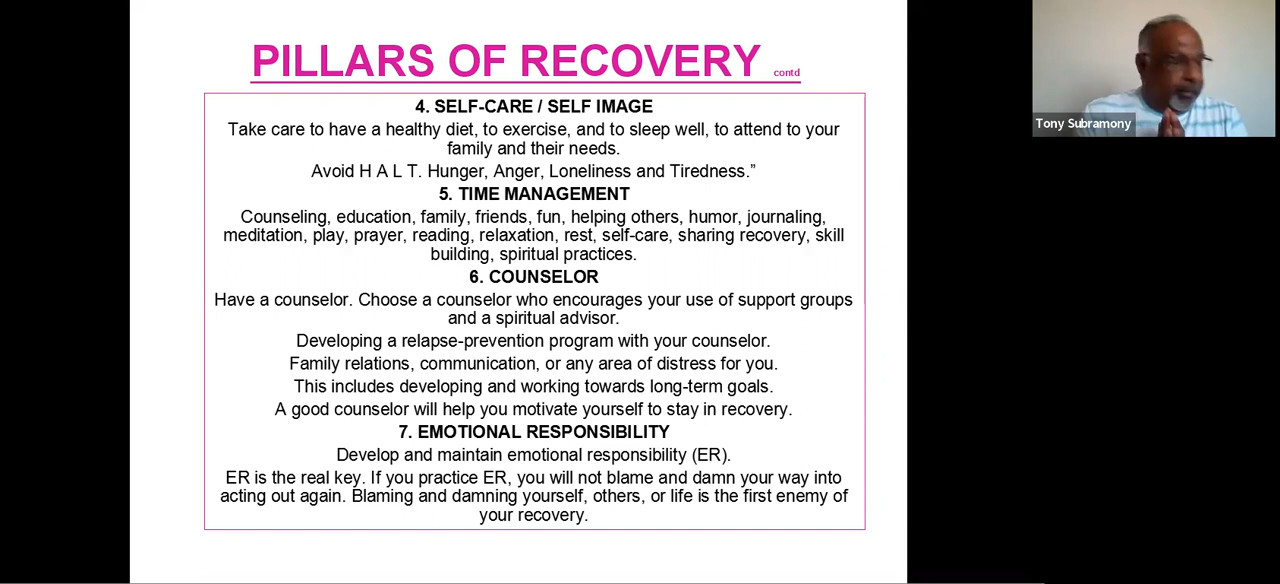 PILLARS OF RECOVERY contd
4. SELF-CARE / SELF IMAGE
Take care to have a healthy diet, to exercise, and to sleep well, to attend to your
family and their needs.
Avoid H A L T. Hunger, Anger, Loneliness and Tiredness.”
5. TIME MANAGEMENT
Counseling, education, family, friends, fun, helping others, humor, journaling,
meditation, play, prayer, reading, relaxation, rest, self-care, sharing recovery, skill
building, spiritual practices.
6. COUNSELOR
Have a counselor. Choose a counselor who encourages your use of support groups
and a spiritual advisor.
Developing a relapse-prevention program with your counselor.
Family relations, communication, or any area of distress for you.
This includes developing and working towards long-term goals.
A good counselor will help you motivate yourself to stay in recovery.
7. EMOTIONAL RESPONSIBILITY
Develop and maintain emotional responsibility (ER).
ER is the real key. If you practice ER, you will not blame and damn your way into
acting out again. Blaming and damning yourself, others, or life is the first enemy of
your recovery.
Tony Subramony